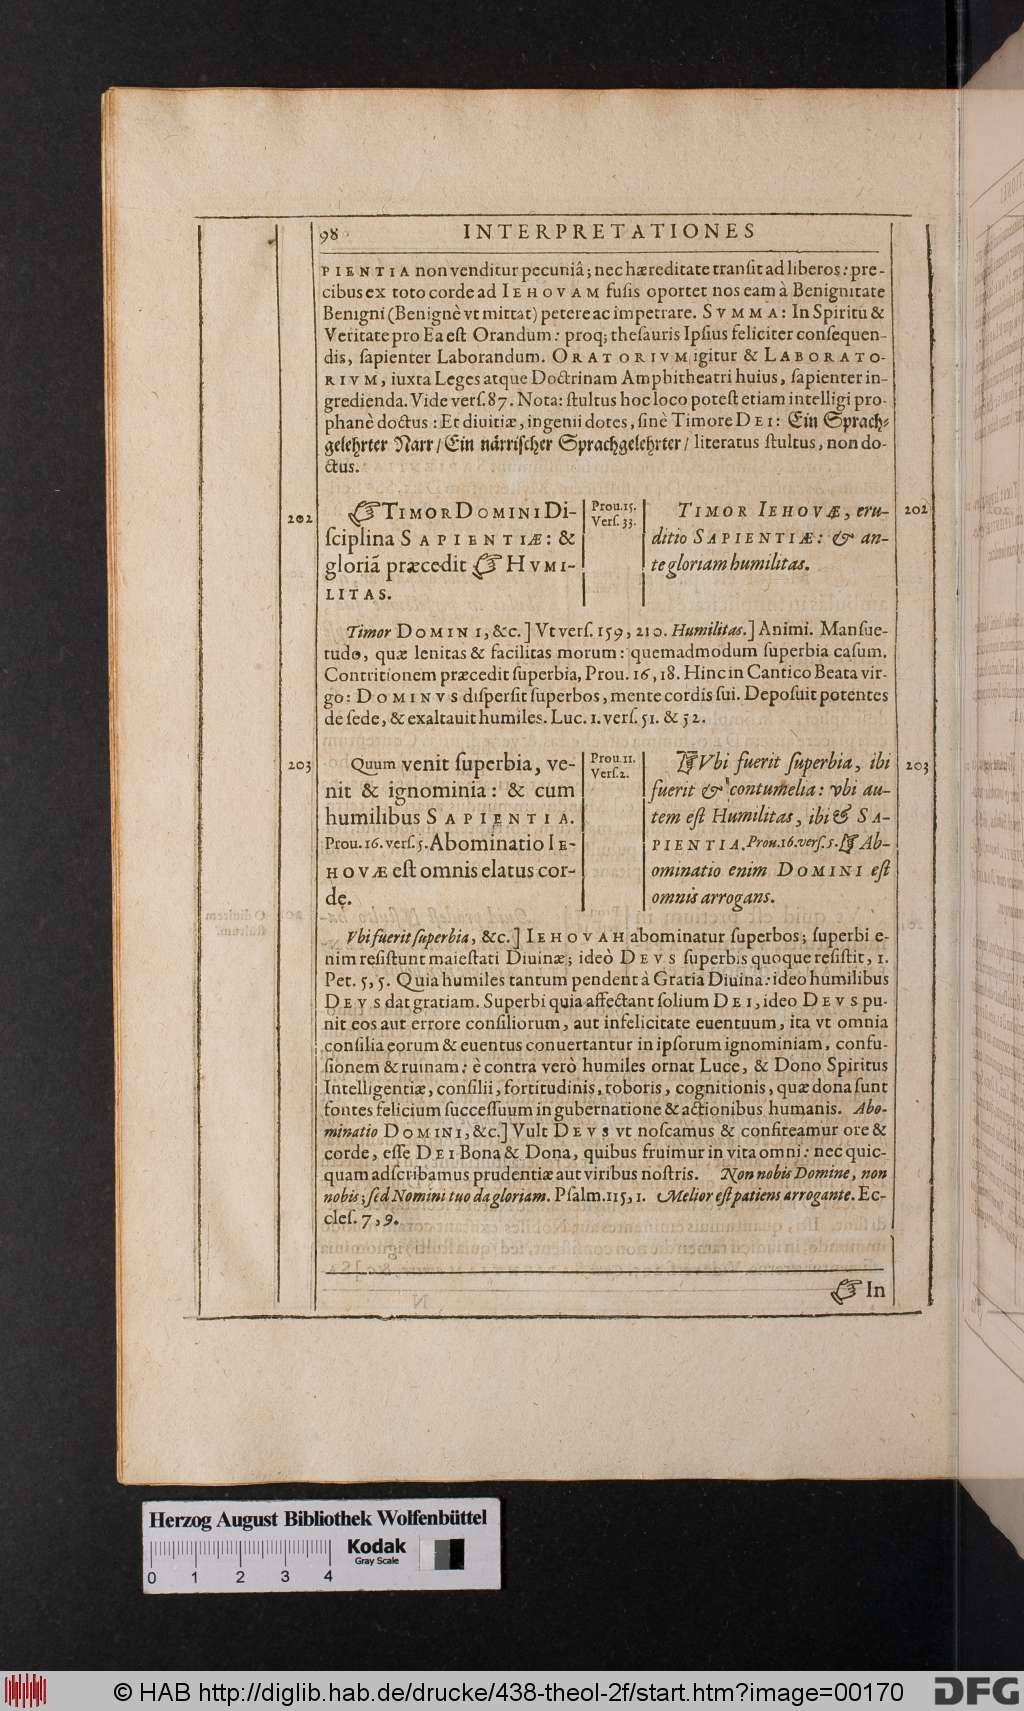 98 INTERPRETATIONES
PIENTIA non venditur pecuniâ; nec hæreditate transit ad liberos: pre-
cibus ex toto corde ad IEHOVAM fusis oportet nos eam à Benignitate
Benigni (Benignè vt mittat) petere ac impetrare. SVMMA: In Spiritu &
Veritate pro Ea est Orandum: proq; thesauris Ipsius feliciter consequen-
dis, sapienter Laborandum. ORATORIVM igitur & LABORATO-
RIVM, iuxta Leges atque Doctrinam Amphitheatri huius, sapienter in-
gredienda. Vide vers. 87. Nota: stultus hoc loco potest etiam intelligi pro-
phanè doctus: Et diuitiæ, ingenii dotes, sinè Timore DEI: Ein Sprach-
gelehrter Narr/ Ein närrischer Sprachgelehrter/ literatus stultus, non do-
ctus.
202
☞ TIMOR DOMINI Di-
sciplina SAPIENTIÆ: &
gloriã præcedit ☞ HVMI-
LITAS.
Prou. 15.
Vers. 33.
TIMOR IEHOVÆ, eru-
ditio SAPIENTIÆ: & an-
te gloriam humilitas.
202
Timor DOMINI, &c.] Vt vers. 159, 210. Humilitas.] Animi. Mansue-
tudo, quæ lenitas & facilitas morum: quemadmodum superbia casum.
Contritionem præcedit superbia, Prou. 16, 18. Hinc in Cantico Beata vir-
go: DOMINVS dispersit superbos, mente cordis sui. Deposuit potentes
de sede, & exaltauit humiles. Luc. 1. vers. 51. & 52.
203
Quum venit superbia, ve-
nit & ignominia: & cum
humilibus SAPIENTIA.
Prou. 16. vers. 5. Abominatio IE-
HOVÆ est omnis elatus cor-
de.
Prou. 11.
Vers. 2.
☞ Vbi fuerit superbia, ibi
fuerit & contumelia: vbi au-
tem est Humilitas, ibi & SA-
PIENTIA. Prou. 16. vers. 5. ☞ Ab-
ominatio enim DOMINI est
omnis arrogans.
203
Vbi fuerit superbia, &c.] IEHOVAH abominatur superbos; superbi e-
nim resistunt maiestati Diuinæ; ideò DEVS superbis quoque resistit, 1.
Pet. 5, 5. Quia humiles tantum pendent à Gratia Diuina: ideo humilibus
DEVS dat gratiam. Superbi quia affectant solium DEI, ideo DEVS pu-
nit eos aut errore consiliorum, aut infelicitate euentuum, ita vt omnia
consilia eorum & euentus conuertantur in ipsorum ignominiam, confu-
sionem & ruinam: è contra verò humiles ornat Luce, & Dono Spiritus
Intelligentiæ, consilii, fortitudinis, roboris, cognitionis, quæ dona sunt
fontes felicium successuum in gubernatione & actionibus humanis. Abo-
minatio DOMINI, &c.] Vult DEVS vt noscamus & confiteamur ore &
corde, esse DEI Bona & Dona, quibus fruimur in vita omni: nec quic-
quam adscribamus prudentiæ aut viribus nostris. Non nobis Domine, non
nobis; sed Nomini tuo da gloriam. Psalm. 115, 1. Melior est patiens arrogante. Ec-
cles. 7, 9.
☞ In
Herzog August Bibliothek Wolfenbüttel
Kodak
Gray Scale
0 1 2 3 4
© HAB http://diglib.hab.de/drucke/438-theol-2f/start.htm?image=00170
DFG